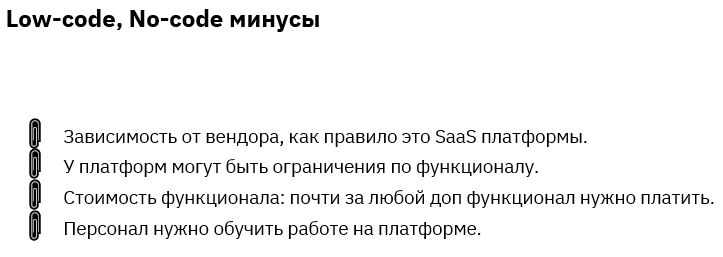 Low-code, No-code минусы
Зависимость от вендора, как правило это SaaS платформы.
У платформ могут быть ограничения по функционалу.
Стоимость функционала: почти за любой доп функционал нужно платить.
Персонал нужно обучить работе на платформе.